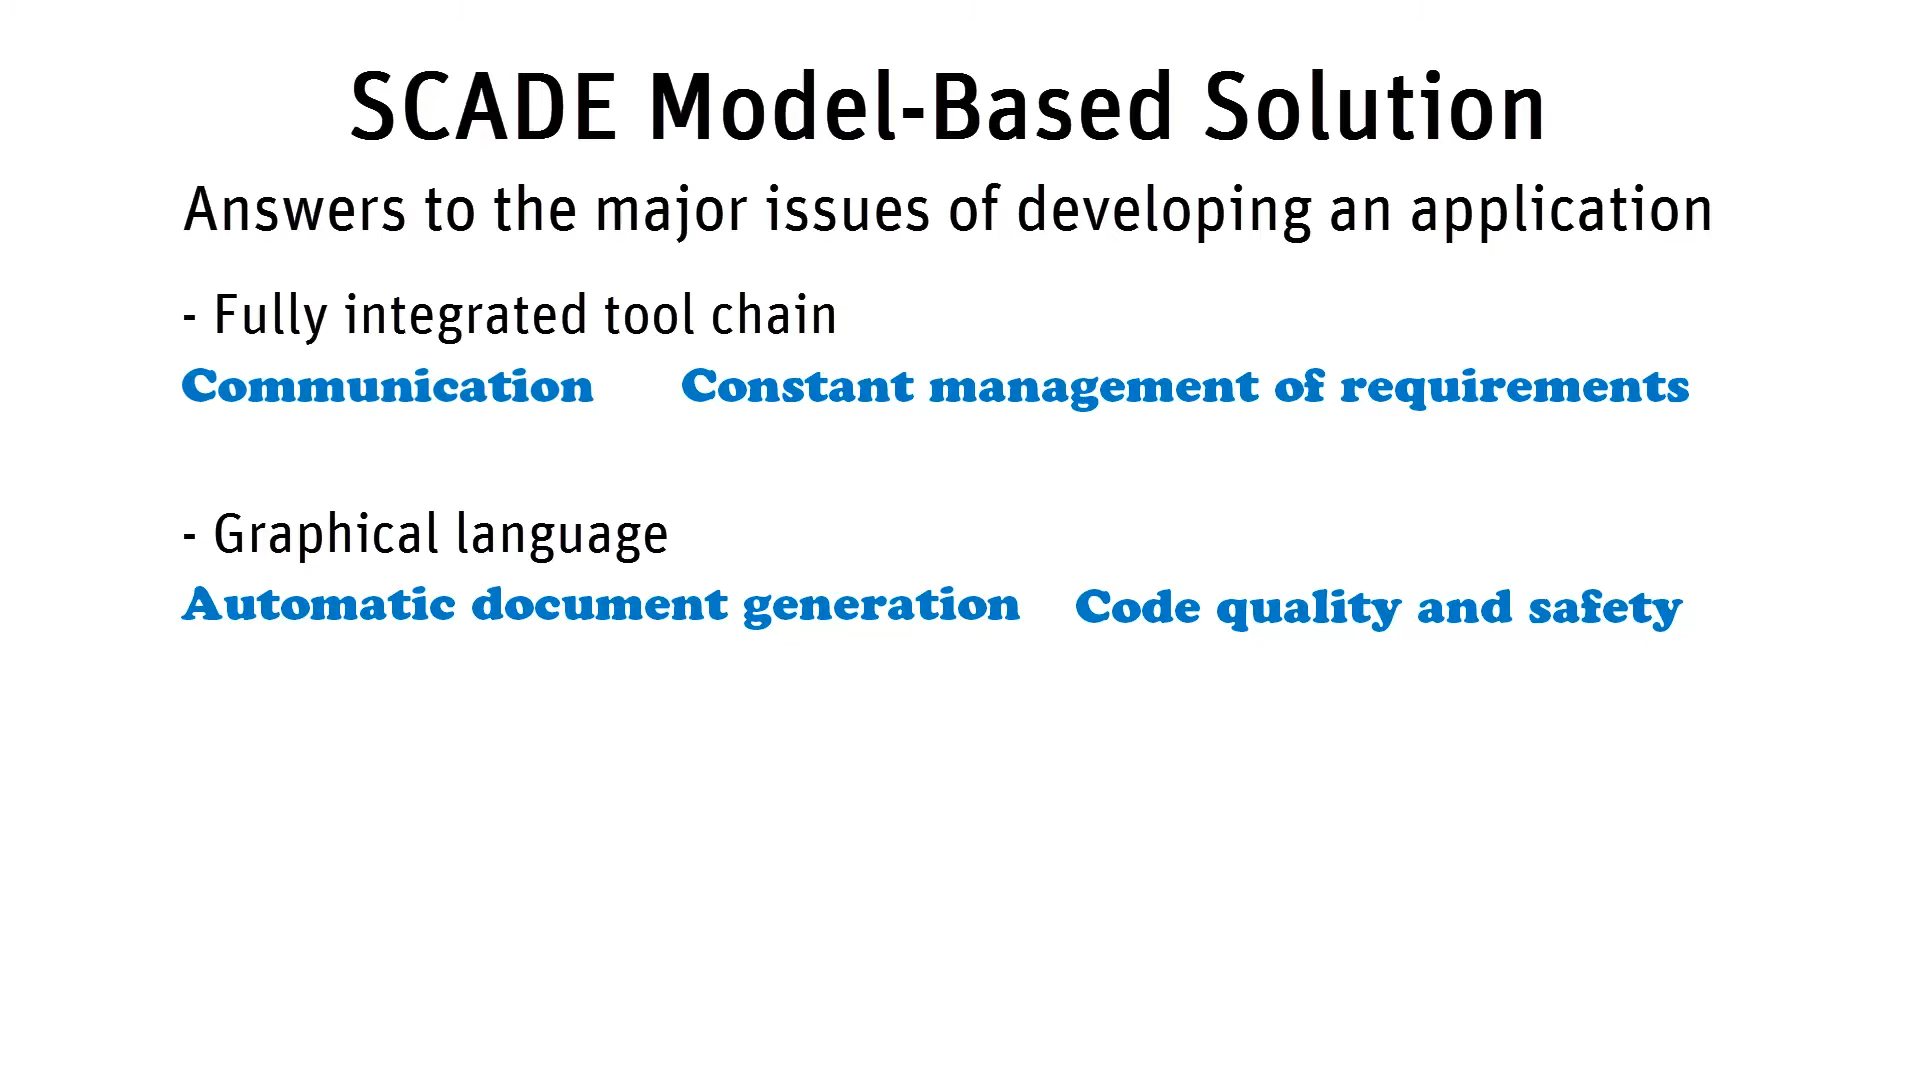 SCADE Model-Based Solution
Answers to the major issues of developing an application
- Fully integrated tool chain
Communication Constant management of requirements
- Graphical language
Automatic document generation Code quality and safety